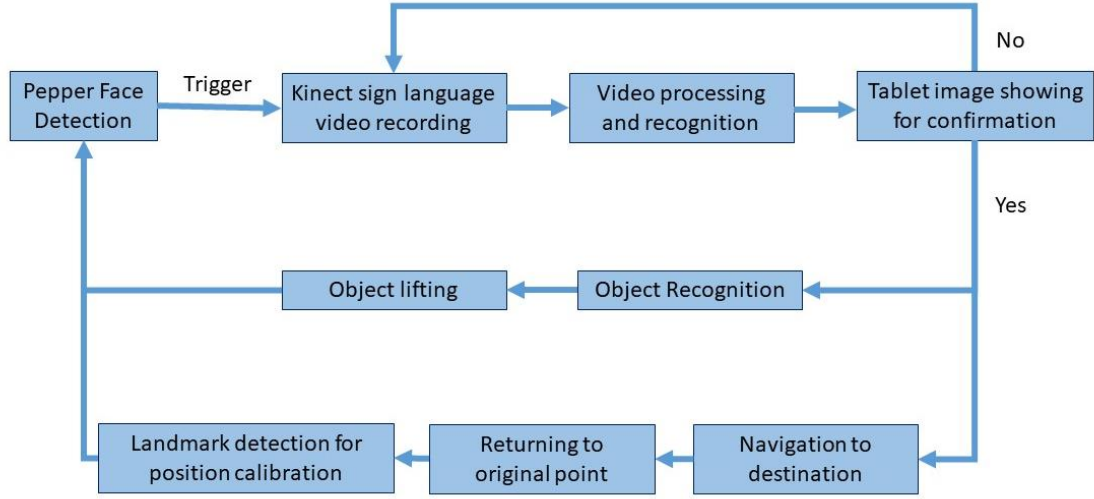 No
Trigger
Pepper Face
Detection
Kinect sign language
video recording
Video processing
and recognition
Tablet image showing
for confirmation
Yes
Object lifting
Object Recognition
Landmark detection for
position calibration
Returning to
original point
Navigation to
destination